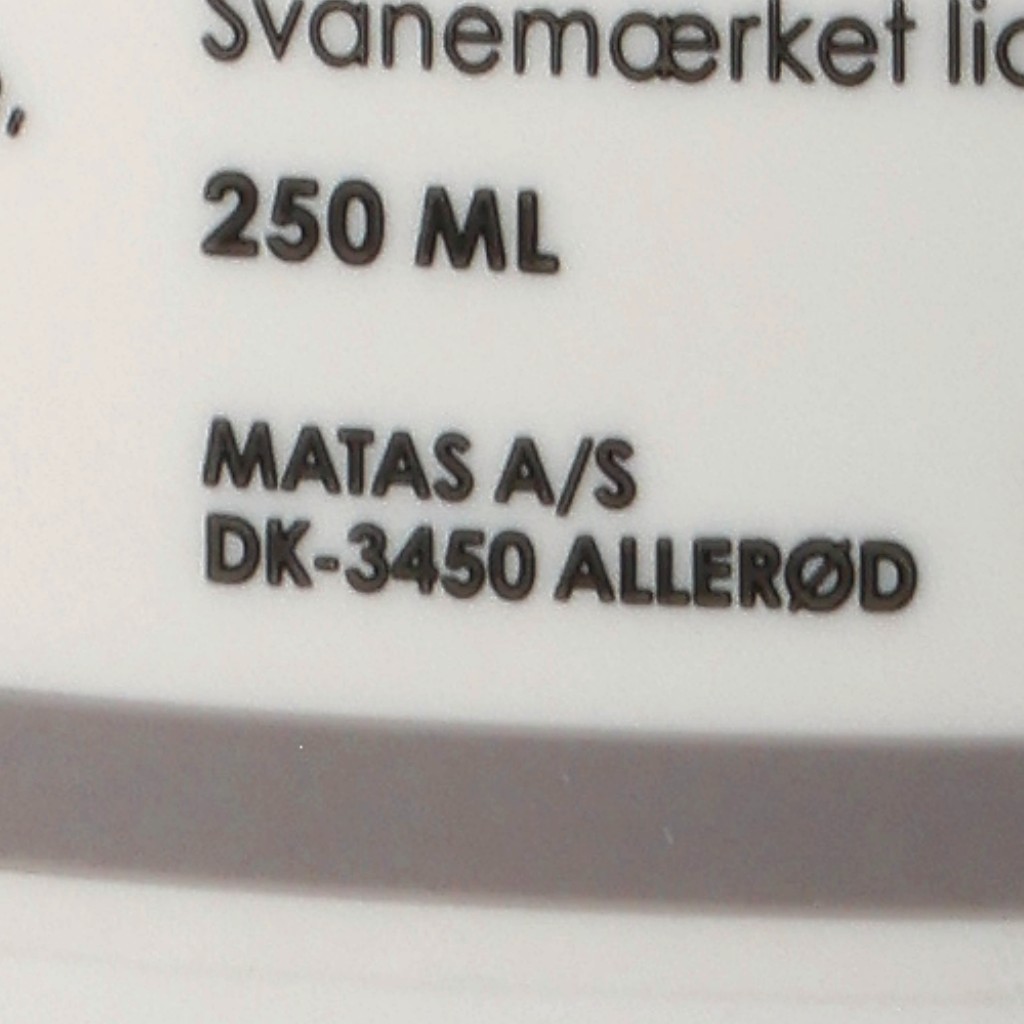 Svanemærket
250 ML
MATAS A/S
DK-3450 ALLERØD